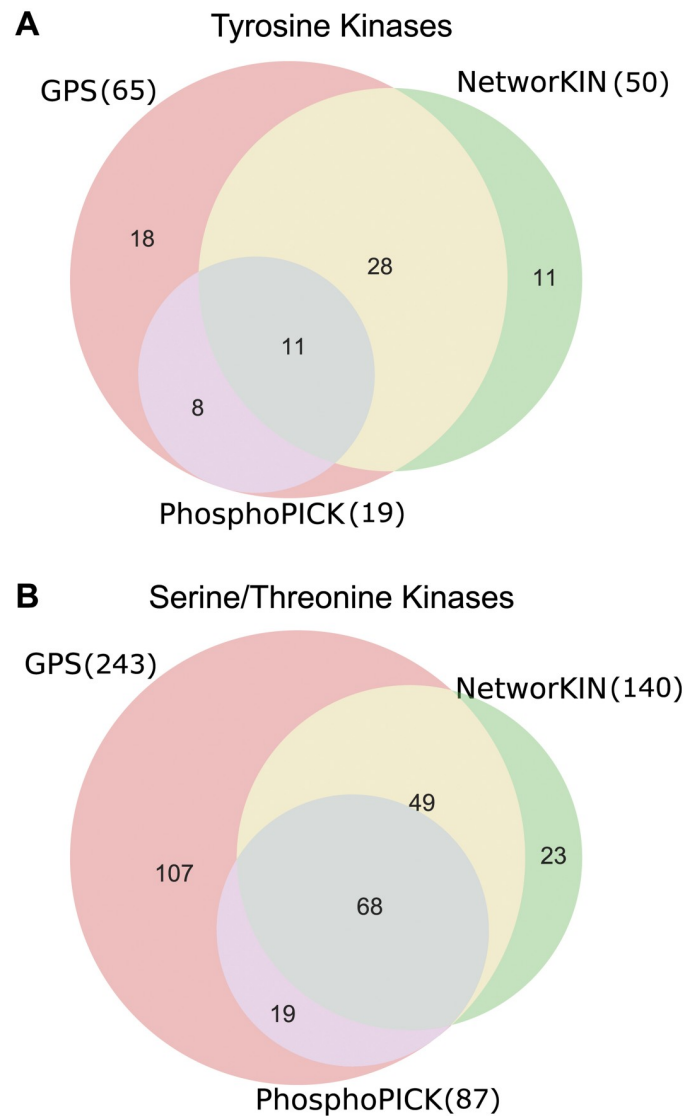 A
Tyrosine Kinases
GPS(65)
NetworKIN(50)
18
28
11
11
8
PhosphoPICK(19)
B
Serine/Threonine Kinases
GPS(243)
NetworKIN(140)
49
107
23
68
19
PhosphoPICK(87)